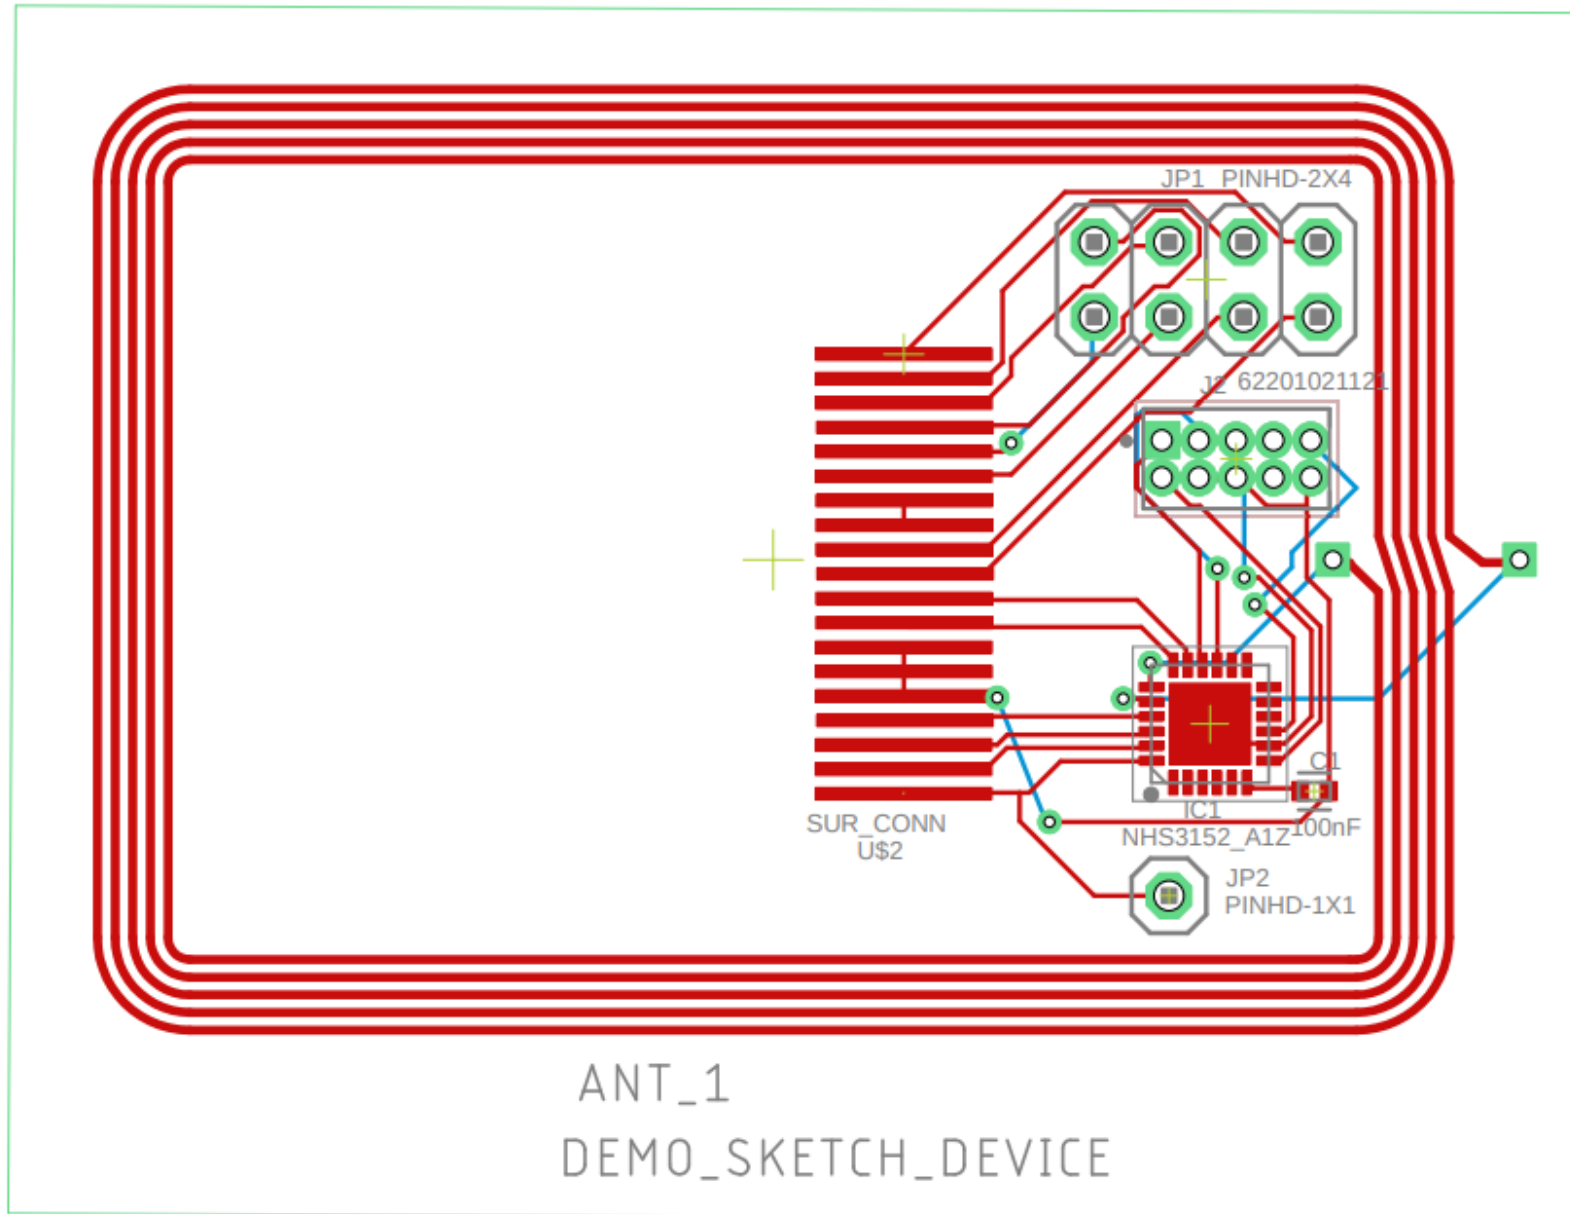 JP1 PINHD-2X4
J2 62201021121
SUR_CONN
U$2
C1
IC1
100nF
NHS3152_A1Z
JP2
PINHD-1X1
ANT_1
DEMO_SKETCH_DEVICE